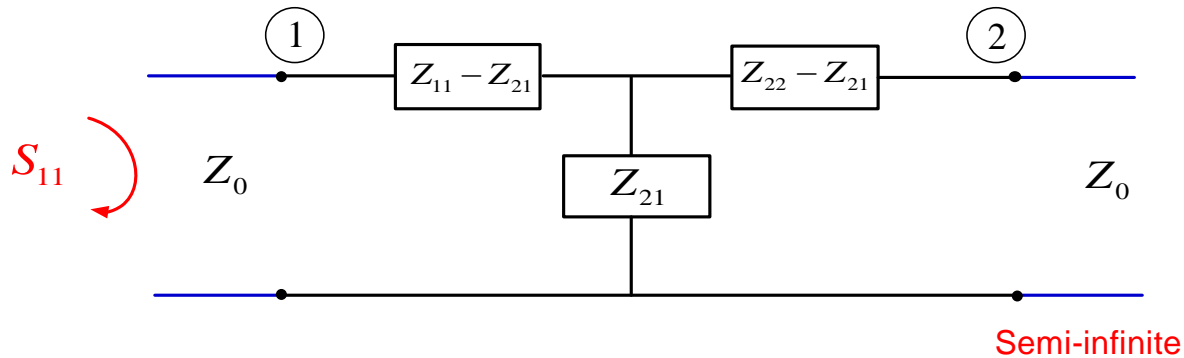 1
2
Z₁₁ − Z₂₁
Z₂₂ − Z₂₁
S₁₁
Z₀
Z₂₁
Z₀
Semi-infinite